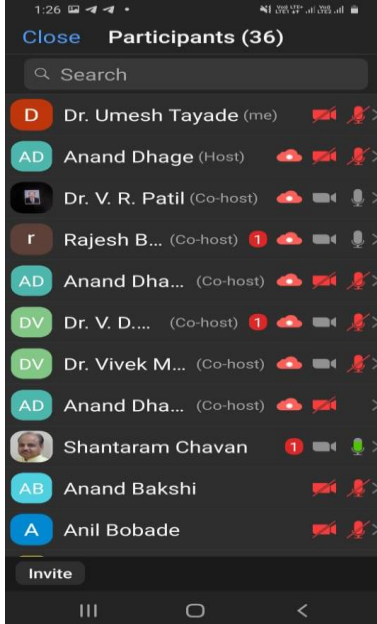 1:26
Close Participants (36)
Search
D Dr. Umesh Tayade (me)
AD Anand Dhage (Host)
Dr. V. R. Patil (Co-host)
r Rajesh B... (Co-host) 1
AD Anand Dha... (Co-host)
DV Dr. V. D.... (Co-host) 1
DV Dr. Vivek M... (Co-host)
AD Anand Dha... (Co-host)
Shantaram Chavan 1
AB Anand Bakshi
A Anil Bobade
Invite